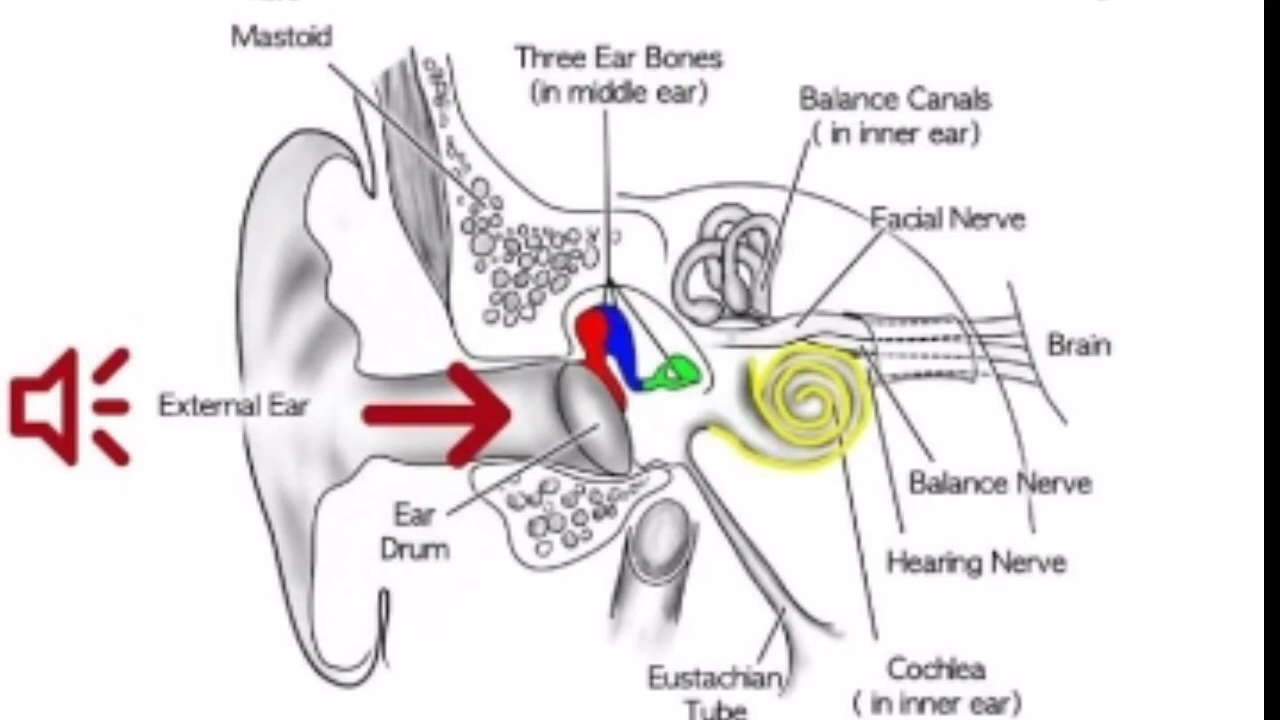 Mastoid
Three Ear Bones
(in middle ear)
Balance Canals
( in inner ear)
Facial Nerve
Brain
External Ear
Balance Nerve
Ear
Drum
Hearing Nerve
Eustachian
Tube
Cochlea
( in inner ear)